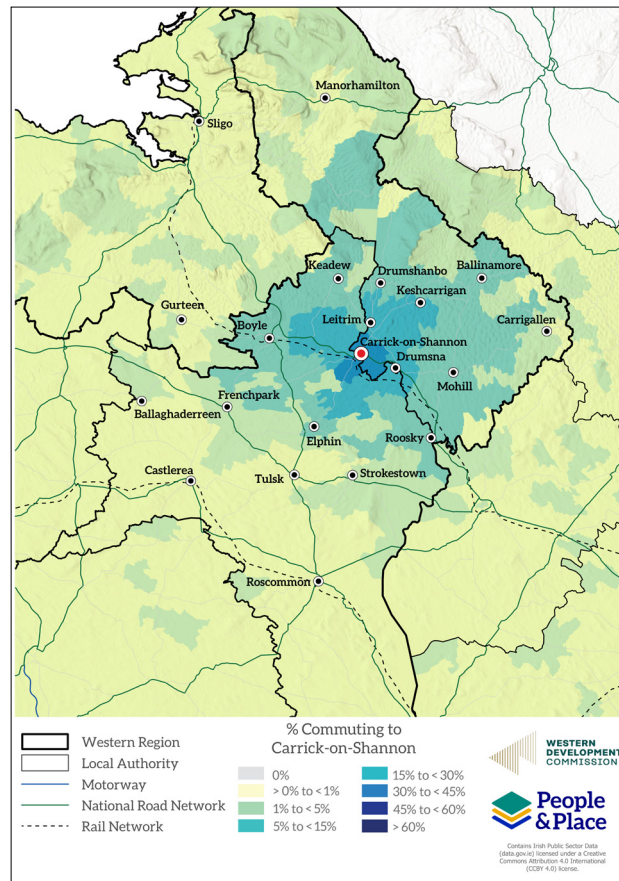 Manorhamilton
Sligo
Keadew
Drumshanbo
Ballinamore
Keshcarrigan
Gurteen
Leitrim
Boyle
Carrigallen
Carrick-on-Shannon
Drumsna
Mohill
Frenchpark
Ballaghaderreen
Elphin
Roosky
Castlerea
Tulsk
Strokestown
Roscommon
Western Region
Local Authority
Motorway
National Road Network
Rail Network
% Commuting to
Carrick-on-Shannon
0%
> 0% to <1%
1% to < 5%
5% to <15%
15% to < 30%
30% to < 45%
45% to < 60%
> 60%
WESTERN
DEVELOPMENT
COMMISSION
People
&Place
Contains Irish Public Sector Data
(data.gov.ie) licensed under a Creative
Commons Attribution 4.0 International
(CCBY 4.0) license.